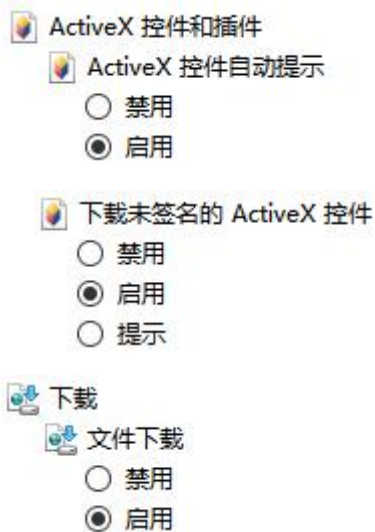 ActiveX 控件和插件
ActiveX 控件自动提示
禁用
启用
下载未签名的 ActiveX 控件
禁用
启用
提示
下载
文件下载
禁用
启用